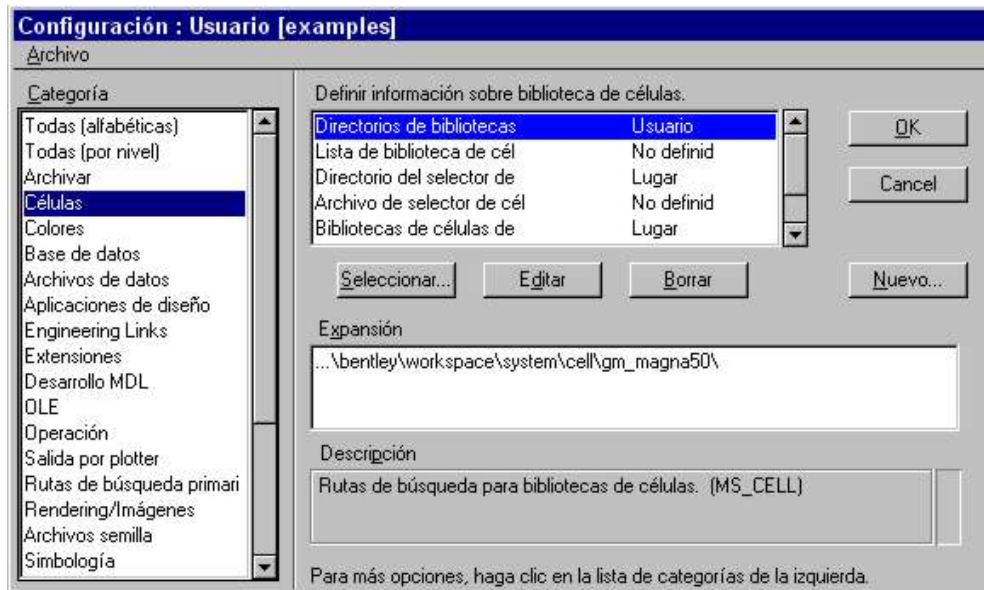 Configuración : Usuario [examples]
Archivo
Categoría
Todas (alfabéticas)
Todas (por nivel)
Archivar
Células
Colores
Base de datos
Archivos de datos
Aplicaciones de diseño
Engineering Links
Extensiones
Desarrollo MDL
OLE
Operación
Salida por plotter
Rutas de búsqueda primari
Rendering/Imágenes
Archivos semilla
Simbología
Definir información sobre biblioteca de células.
Directorios de bibliotecas Usuario
Lista de biblioteca de cél No definid
Directorio del selector de Lugar
Archivo de selector de cél No definid
Bibliotecas de células de Lugar
OK
Cancel
Seleccionar... Editar Borrar Nuevo...
Expansión
...\bentley\workspace\system\cell\gm_magna50\
Descripción
Rutas de búsqueda para bibliotecas de células. (MS_CELL)
Para más opciones, haga clic en la lista de categorías de la izquierda.